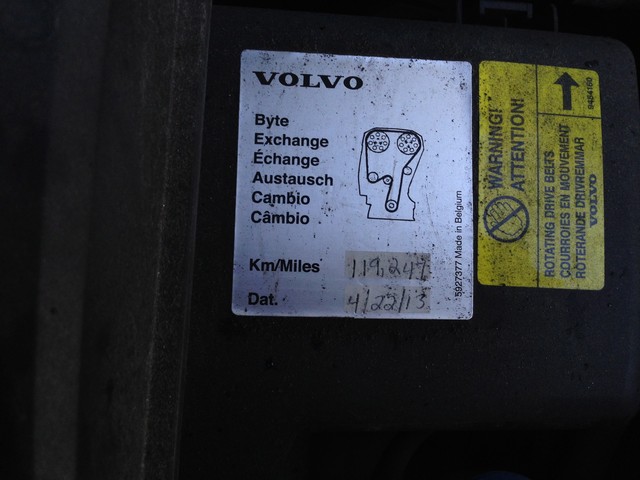 VOLVO
Byte
Exchange
Échange
Austausch
Cambio
Câmbio
Km/Miles 119,247
Dat. 4/22/13
5927377 Made in Belgium
WARNING!
ATTENTION!
ROTATING DRIVE BELTS
COURROIES EN MOUVEMENT
ROTERANDE DRIVREMMAR
VOLVO
9454160